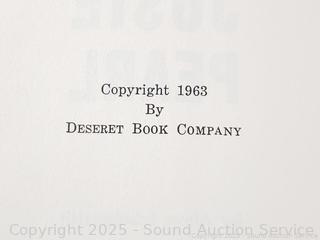 Copyright 1963
By
DESERET BOOK COMPANY
Copyright 2025 - Sound Auction Service